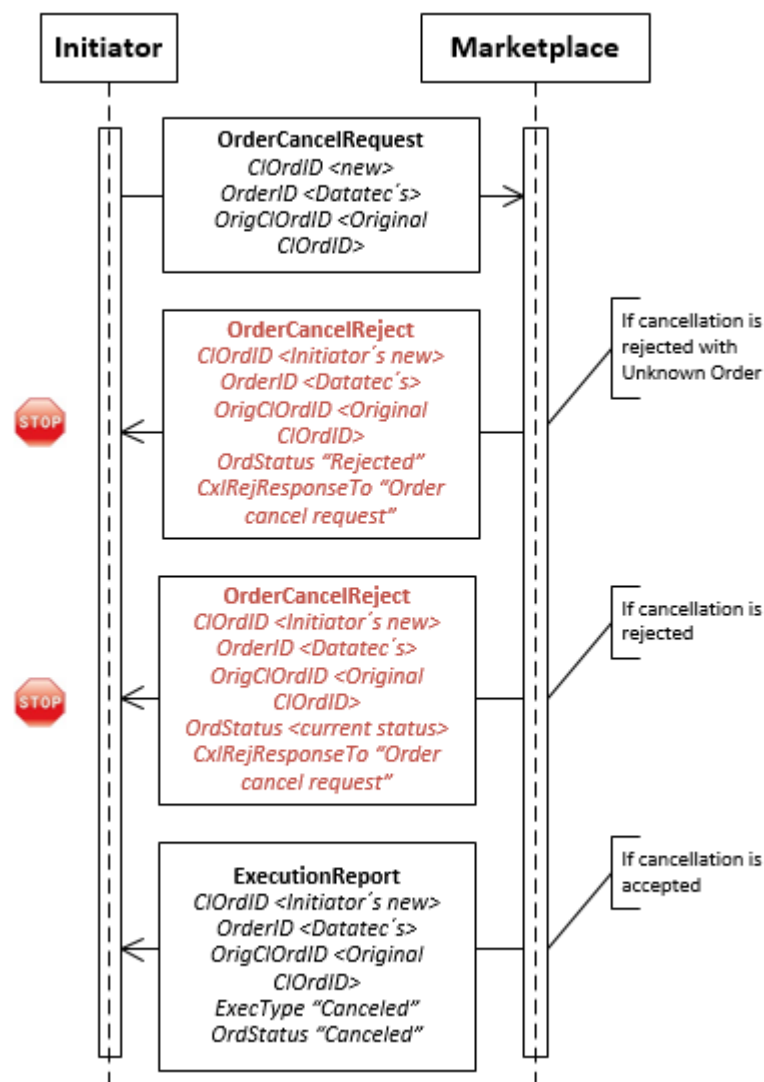 Initiator
Marketplace
OrderCancelRequest
ClOrdID <new>
OrderID <Datatec´s>
OrigClOrdID <Original
ClOrdID>
OrderCancelReject
ClOrdID <Initiator´s new>
OrderID <Datatec´s>
OrigClOrdID <Original
ClOrdID>
OrdStatus “Rejected”
CxlRejResponseTo “Order
cancel request”
If cancellation is
rejected with
Unknown Order
STOP
OrderCancelReject
ClOrdID <Initiator´s new>
OrderID <Datatec´s>
OrigClOrdID <Original
ClOrdID>
OrdStatus <current status>
CxlRejResponseTo “Order
cancel request”
If cancellation is
rejected
STOP
ExecutionReport
ClOrdID <Initiator´s new>
OrderID <Datatec´s>
OrigClOrdID <Original
ClOrdID>
ExecType “Canceled”
OrdStatus “Canceled”
If cancellation is
accepted